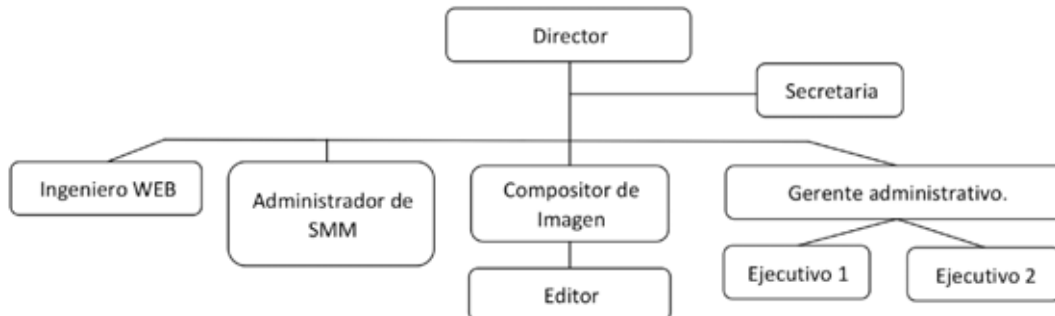 Director
Secretaria
Ingeniero WEB
Administrador de
SMM
Compositor de
Imagen
Gerente administrativo.
Editor
Ejecutivo 1
Ejecutivo 2